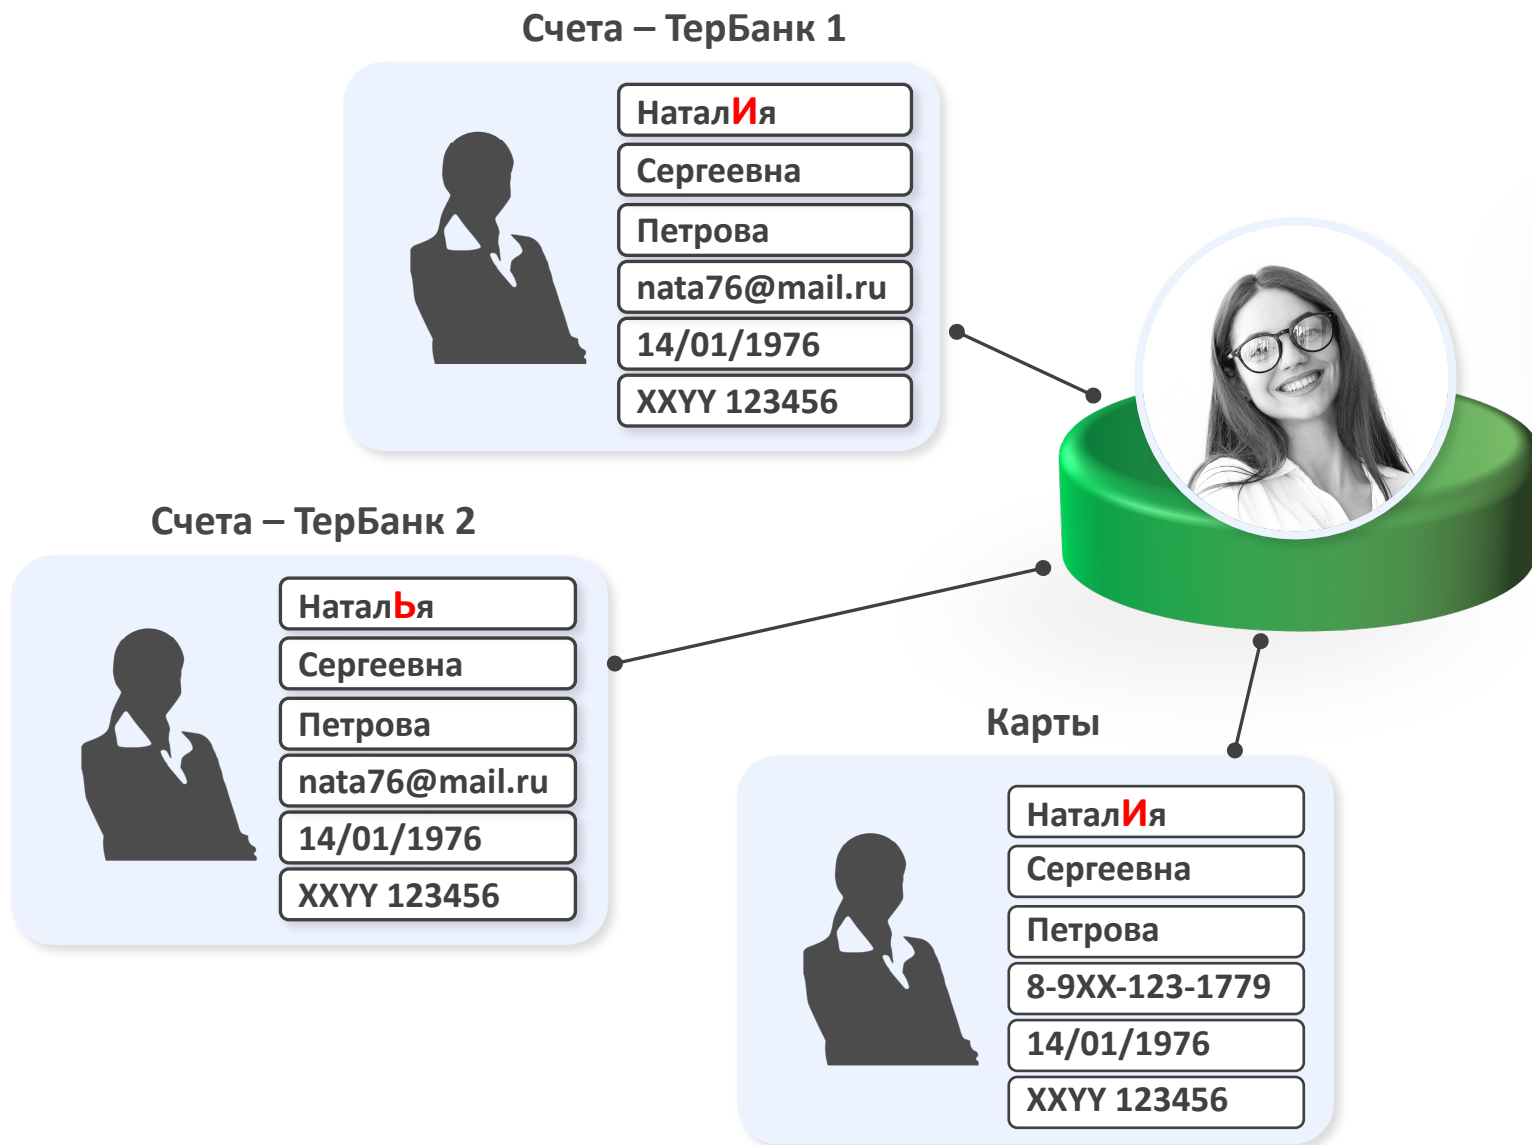 Счета – ТерБанк 1
НаталИя
Сергеевна
Петрова
nata76@mail.ru
14/01/1976
XXYY 123456
Счета – ТерБанк 2
НаталЬя
Сергеевна
Петрова
nata76@mail.ru
14/01/1976
XXYY 123456
Карты
НаталИя
Сергеевна
Петрова
8-9XX-123-1779
14/01/1976
XXYY 123456